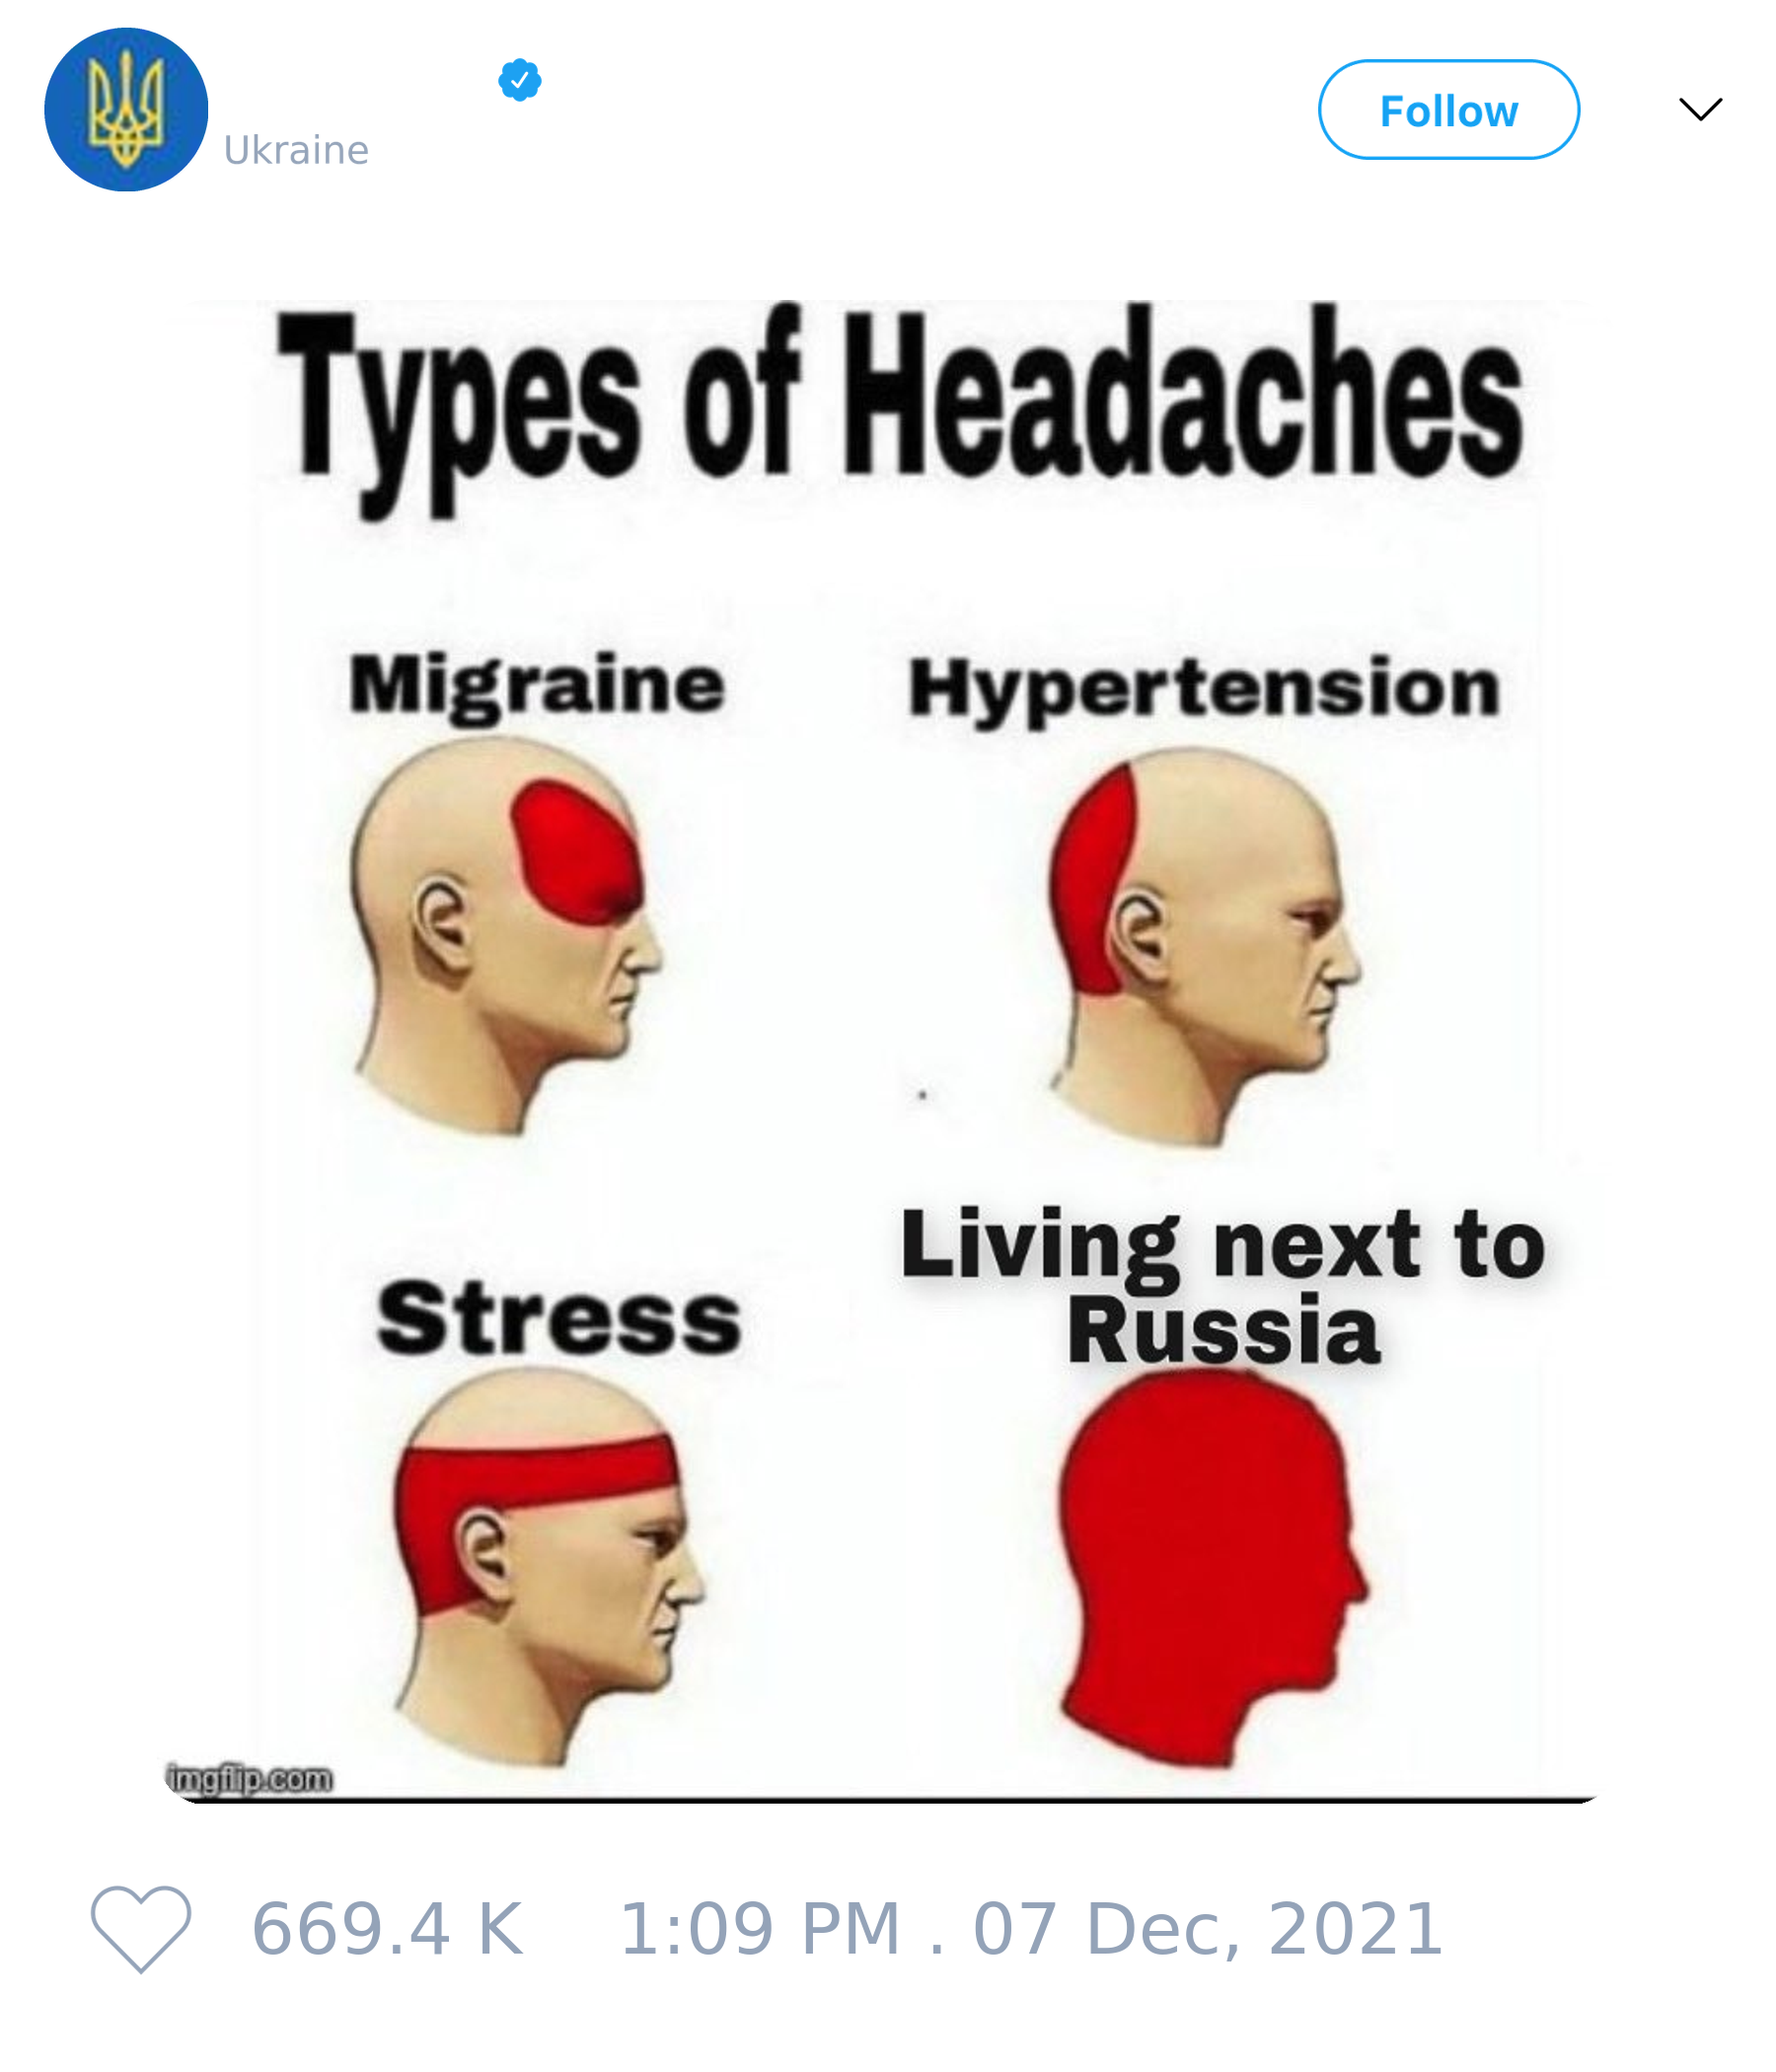 Ukraine
Follow
Types of Headaches
Migraine
Hypertension
Stress
Living next to
Russia
imgflip.com
669.4 K
1:09 PM . 07 Dec, 2021